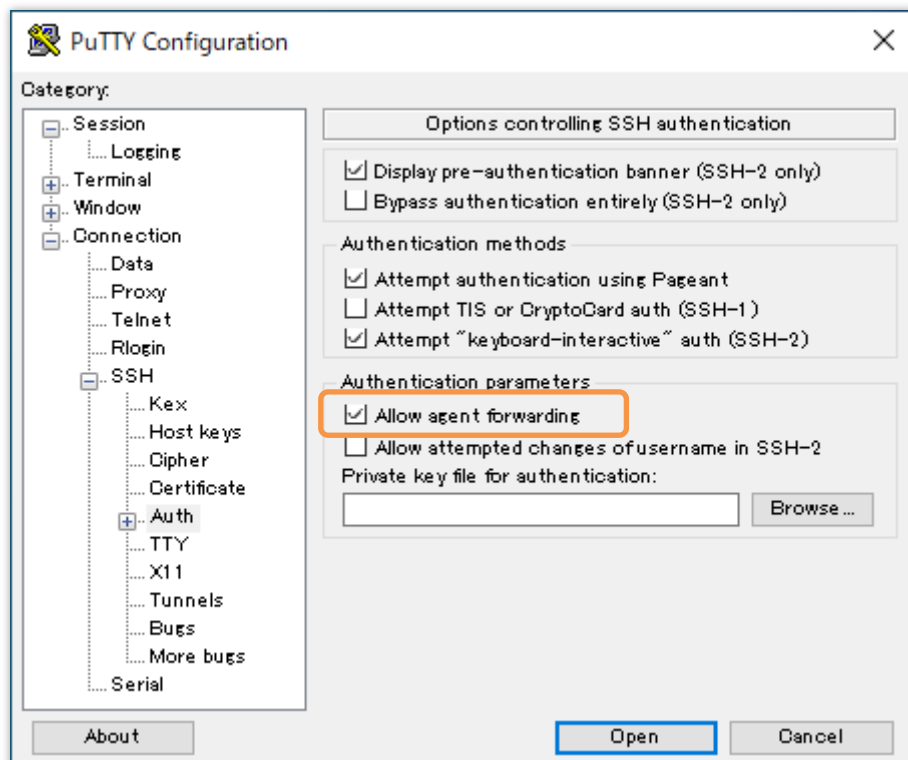 PuTTY Configuration
Category:
Session
Logging
Terminal
Window
Connection
Data
Proxy
Telnet
Rlogin
SSH
Kex
Host keys
Cipher
Certificate
Auth
TTY
X11
Tunnels
Bugs
More bugs
Serial
Options controlling SSH authentication
Display pre-authentication banner (SSH-2 only)
Bypass authentication entirely (SSH-2 only)
Authentication methods
Attempt authentication using Pageant
Attempt TIS or CryptoCard auth (SSH-1)
Attempt "keyboard-interactive" auth (SSH-2)
Authentication parameters
Allow agent forwarding
Allow attempted changes of username in SSH-2
Private key file for authentication:
Browse...
About
Open
Cancel